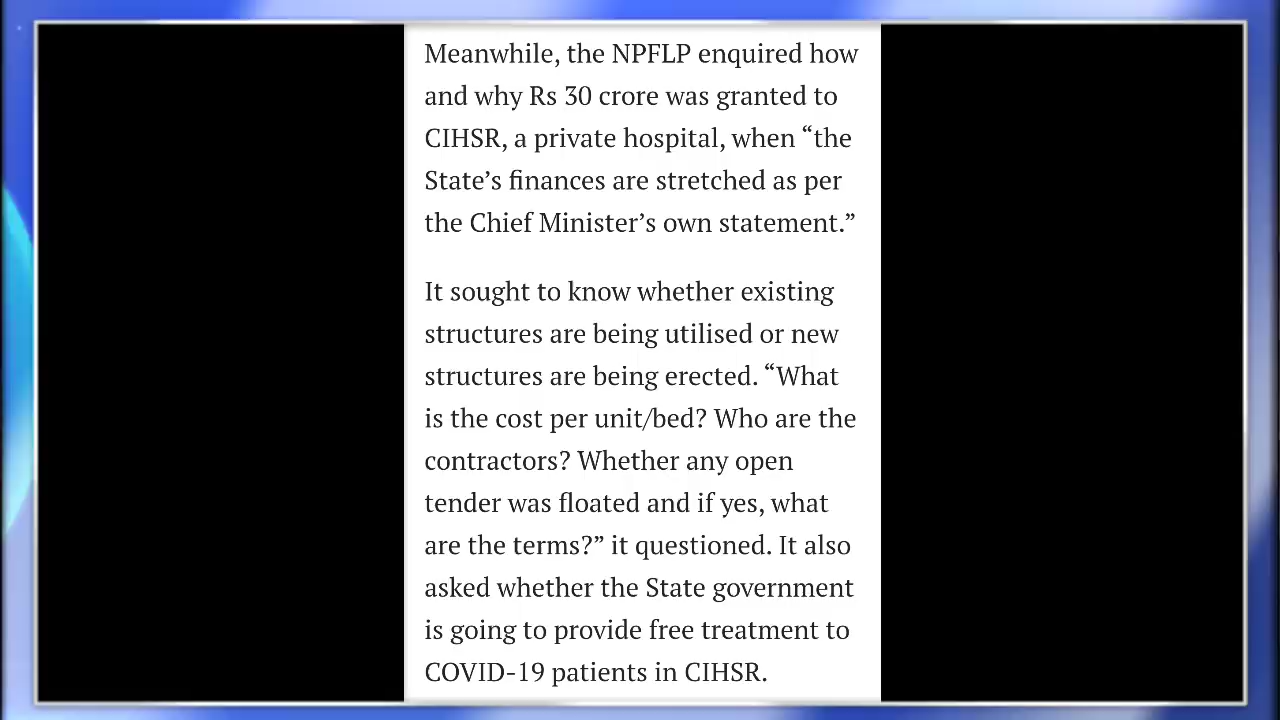 Meanwhile, the NPFLP enquired how
and why Rs 30 crore was granted to
CIHSR, a private hospital, when “the
State’s finances are stretched as per
the Chief Minister’s own statement.”
It sought to know whether existing
structures are being utilised or new
structures are being erected. “What
is the cost per unit/bed? Who are the
contractors? Whether any open
tender was floated and if yes, what
are the terms?” it questioned. It also
asked whether the State government
is going to provide free treatment to
COVID-19 patients in CIHSR.